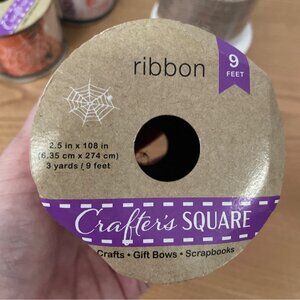 ribbon
9
FEET
2.5 in x 108 in
(6.35 cm x 274 cm)
3 yards / 9 feet
Crafter's SQUARE
Crafts • Gift Bows • Scrapbooks